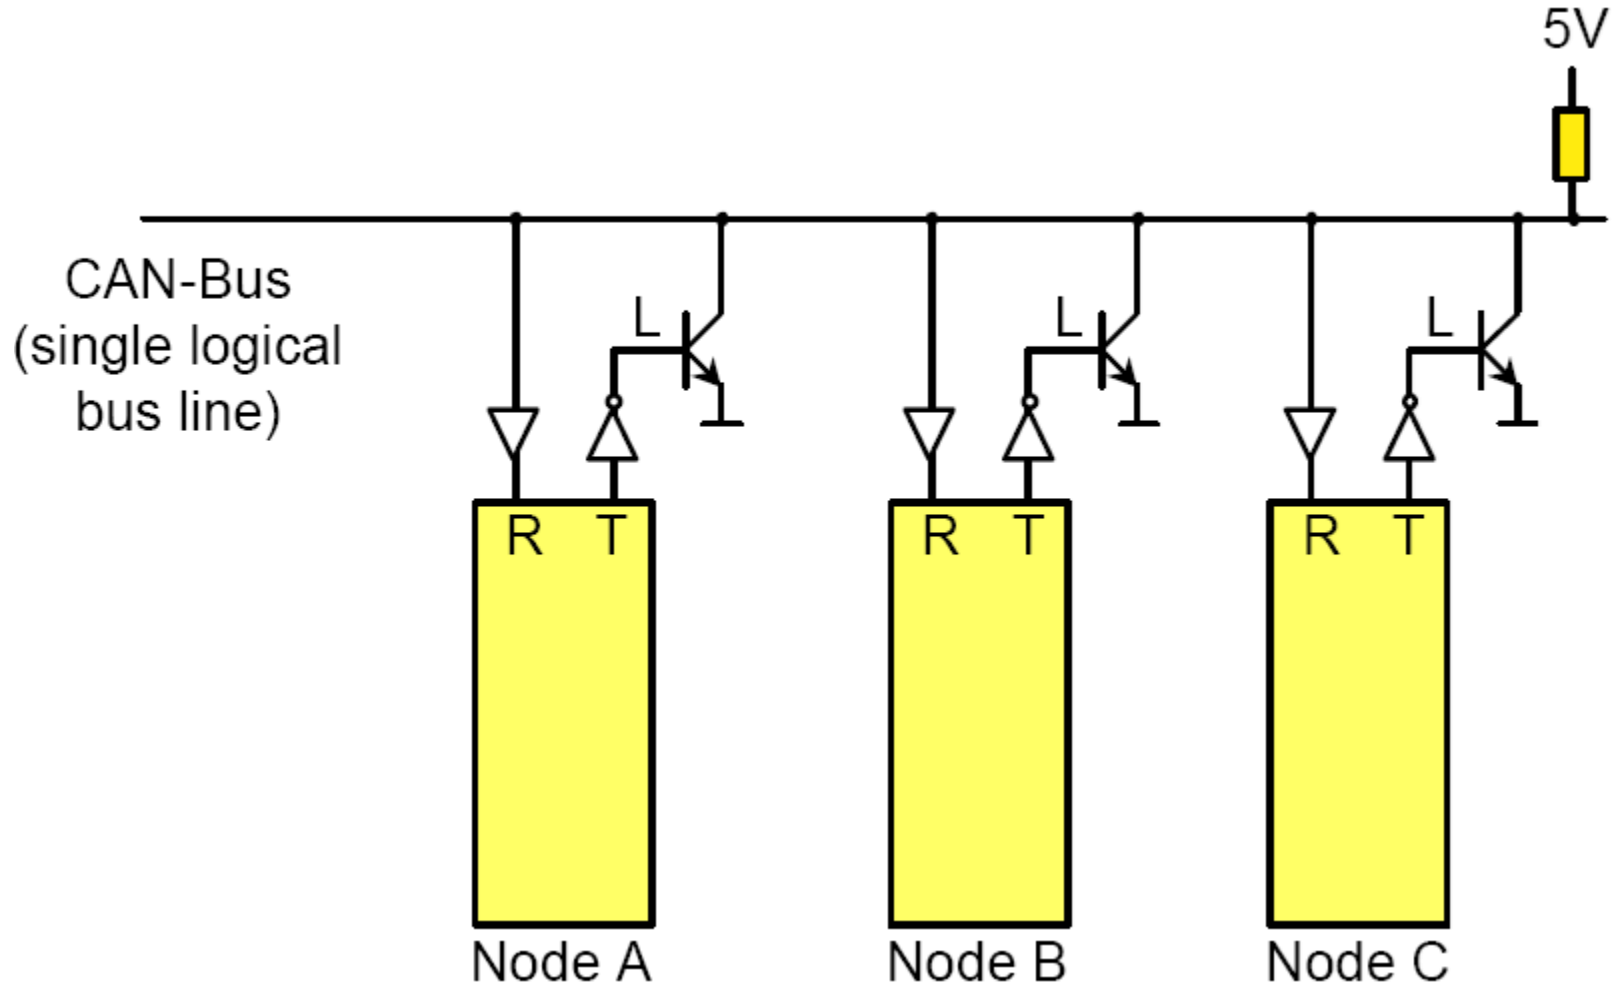 5V
CAN-Bus
(single logical
bus line)
L
L
L
R T
R T
R T
Node A
Node B
Node C